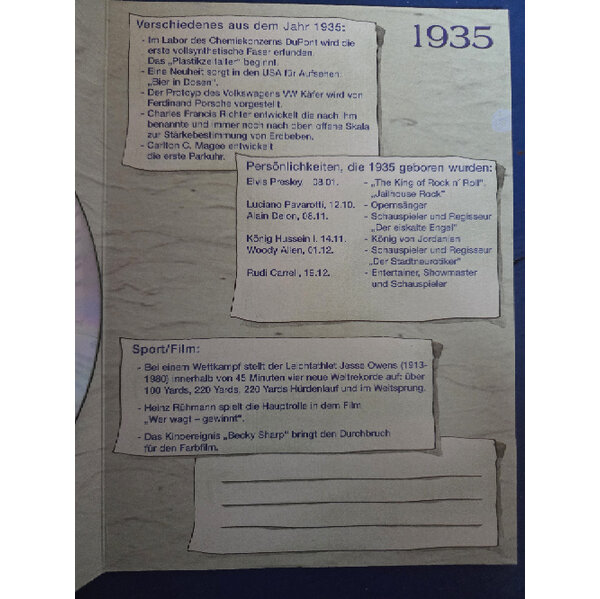 1935
Verschiedenes aus dem Jahr 1935:
- Im Labor des Chemiekonzerns DuPont wird die
erste vollsynthetische Faser erfunden.
Das „Plastikzeitalter" beginnt.
- Eine Neuheit sorgt in den USA für Aufsehen:
„Bier in Dosen".
- Der Protoyp des Volkswagens VW Käfer wird von
Ferdinand Porsche vorgestellt.
- Charles Francis Richter entwickelt die nach ihm
benannte und immer noch nach oben offene Skala
zur Stärkebestimmung von Erdbeben.
- Carlton C. Magee entwickelt
die erste Parkuhr.
Persönlichkeiten, die 1935 geboren wurden:
Elvis Presley, 08.01. - „The King of Rock n' Roll",
„Jailhouse Rock"
Luciano Pavarotti, 12.10. - Opernsänger
Alain Delon, 08.11. - Schauspieler und Regisseur
„Der eiskalte Engel"
König Hussein I. 14.11. - König von Jordanien
Woody Allen, 01.12. - Schauspieler und Regisseur
„Der Stadtneurotiker"
Rudi Carrell, 19.12. - Entertainer, Showmaster
und Schauspieler
Sport/Film:
- Bei einem Wettkampf stellt der Leichtathlet Jesse Owens (1913-
1980) innerhalb von 45 Minuten vier neue Weltrekorde auf: über
100 Yards, 220 Yards, 220 Yards Hürdenlauf und im Weitsprung.
- Heinz Rühmann spielt die Hauptrolle in dem Film
„Wer wagt – gewinnt".
- Das Kinoereignis „Becky Sharp" bringt den Durchbruch
für den Farbfilm.